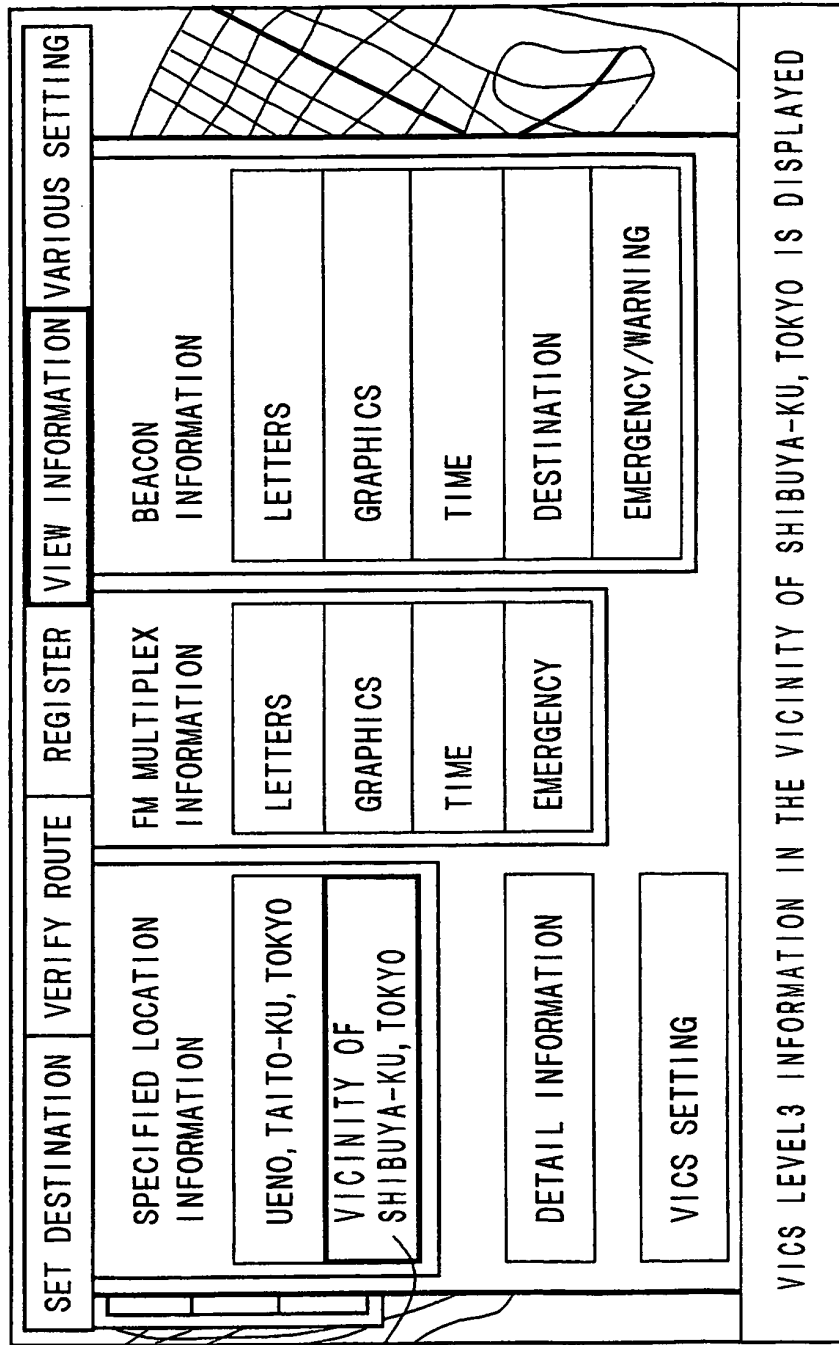 SET DESTINATION
VERIFY ROUTE
REGISTER
VIEW INFORMATION
VARIOUS SETTING
SPECIFIED LOCATION
INFORMATION
UENO, TAITO-KU, TOKYO
VICINITY OF
SHIBUYA-KU, TOKYO
DETAIL INFORMATION
VICS SETTING
FM MULTIPLEX
INFORMATION
LETTERS
GRAPHICS
TIME
EMERGENCY
BEACON
INFORMATION
LETTERS
GRAPHICS
TIME
DESTINATION
EMERGENCY/WARNING
VICS LEVEL3 INFORMATION IN THE VICINITY OF SHIBUYA-KU, TOKYO IS DISPLAYED